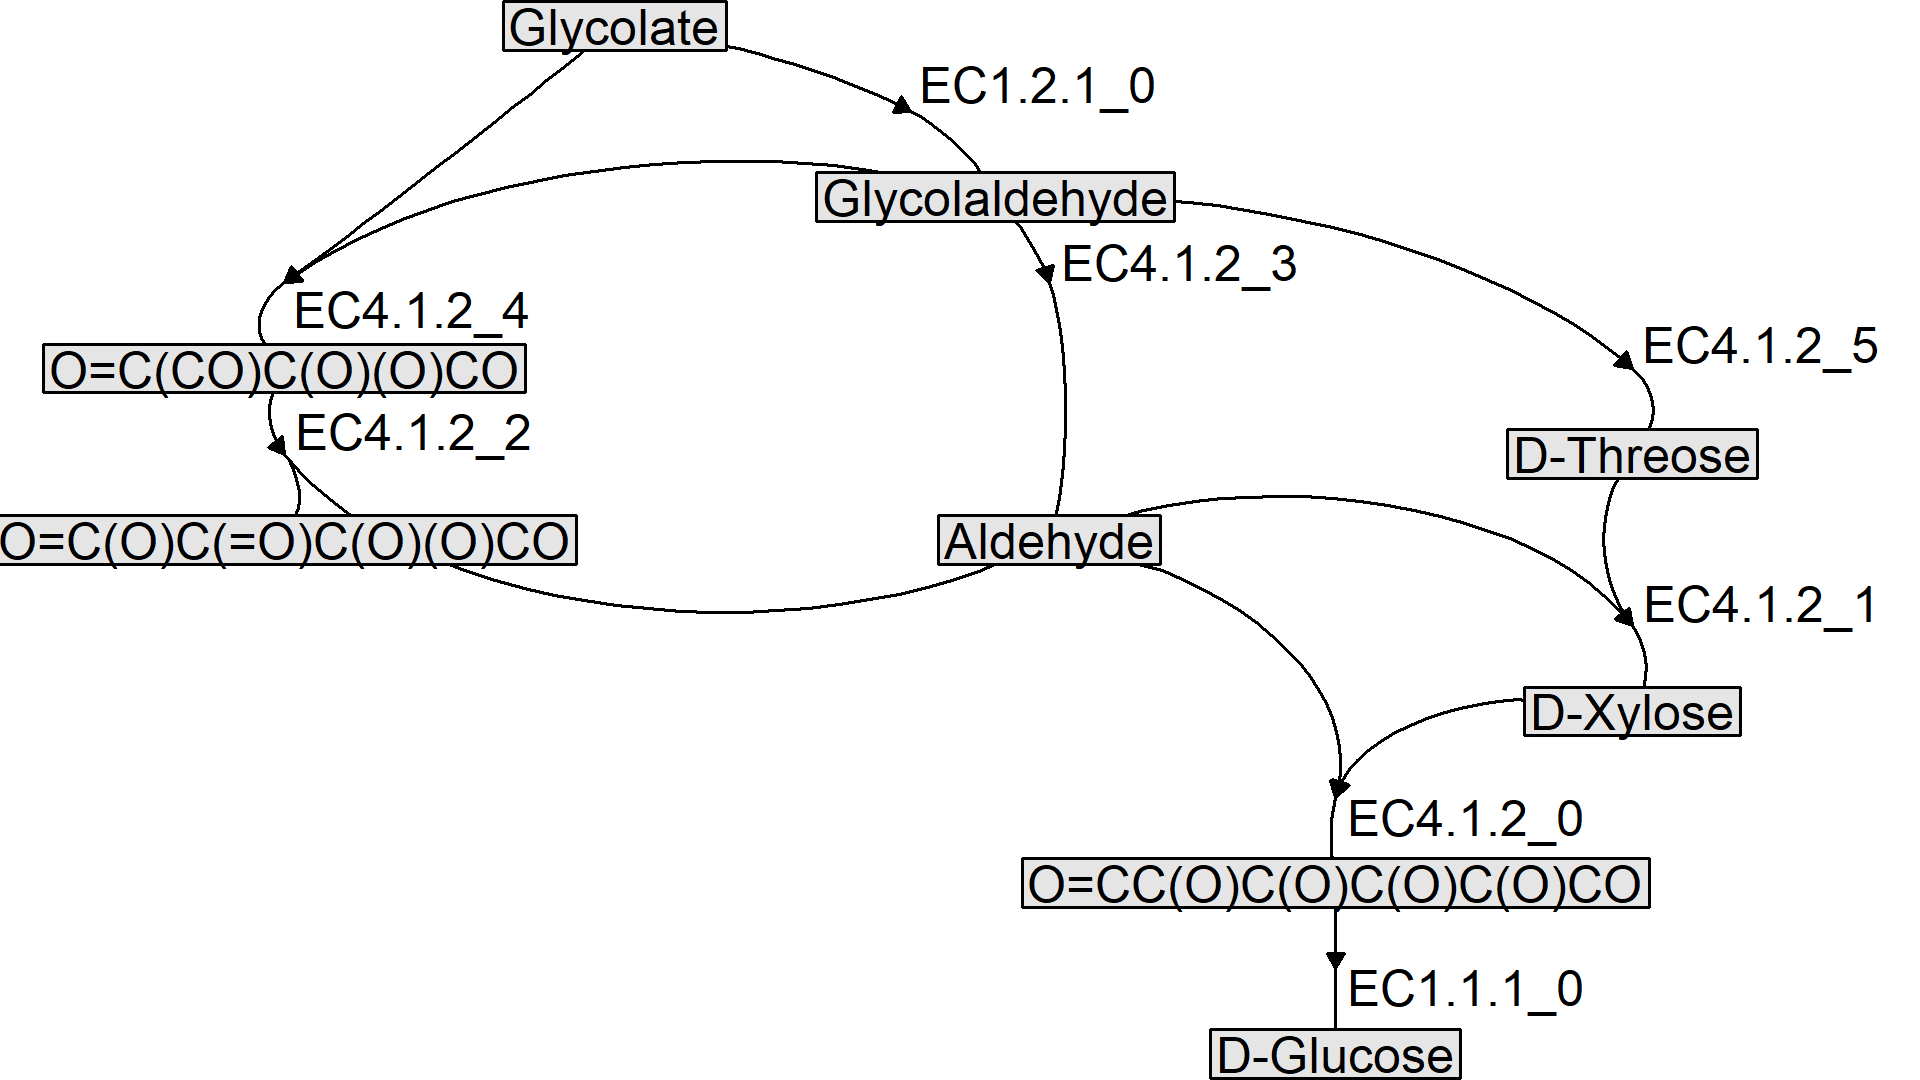 Glycolate
EC1.2.1_0
Glycolaldehyde
EC4.1.2_3
EC4.1.2_4
EC4.1.2_5
O=C(CO)C(O)(O)CO
EC4.1.2_2
D-Threose
O=C(O)C(=O)C(O)(O)CO
Aldehyde
EC4.1.2_1
D-Xylose
EC4.1.2_0
O=CC(O)C(O)C(O)C(O)CO
EC1.1.1_0
D-Glucose